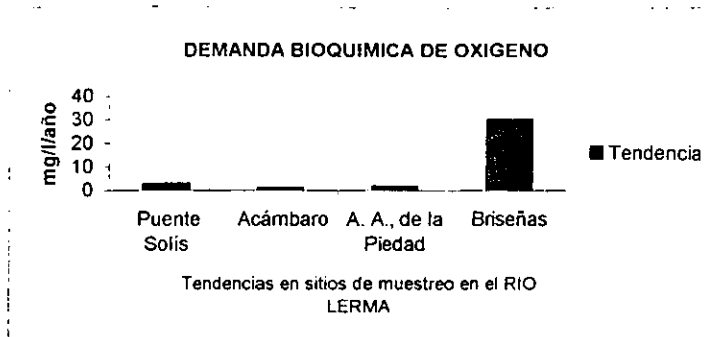 DEMANDA BIOQUIMICA DE OXIGENO
mg/l/año
40
30
20
10
0
Puente Solís
Acámbaro
A. A., de la Piedad
Briseñas
Tendencia
Tendencias en sitios de muestreo en el RIO
LERMA